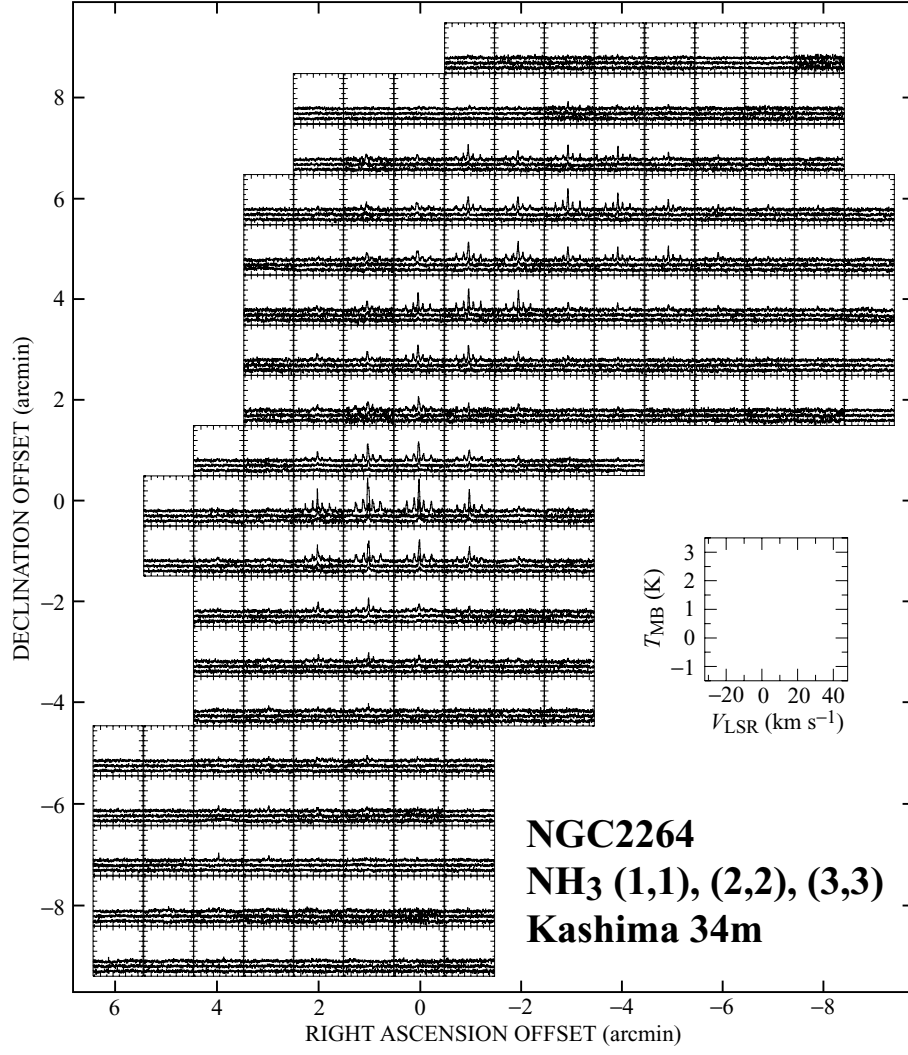 8
6
4
2
0
−2
−4
−6
−8
DECLINATION OFFSET (arcmin)
3
2
1
0
−1
T_MB (K)
−20 0 20 40
V_LSR (km s⁻¹)
NGC2264
NH₃ (1,1), (2,2), (3,3)
Kashima 34m
6 4 2 0 −2 −4 −6 −8
RIGHT ASCENSION OFFSET (arcmin)